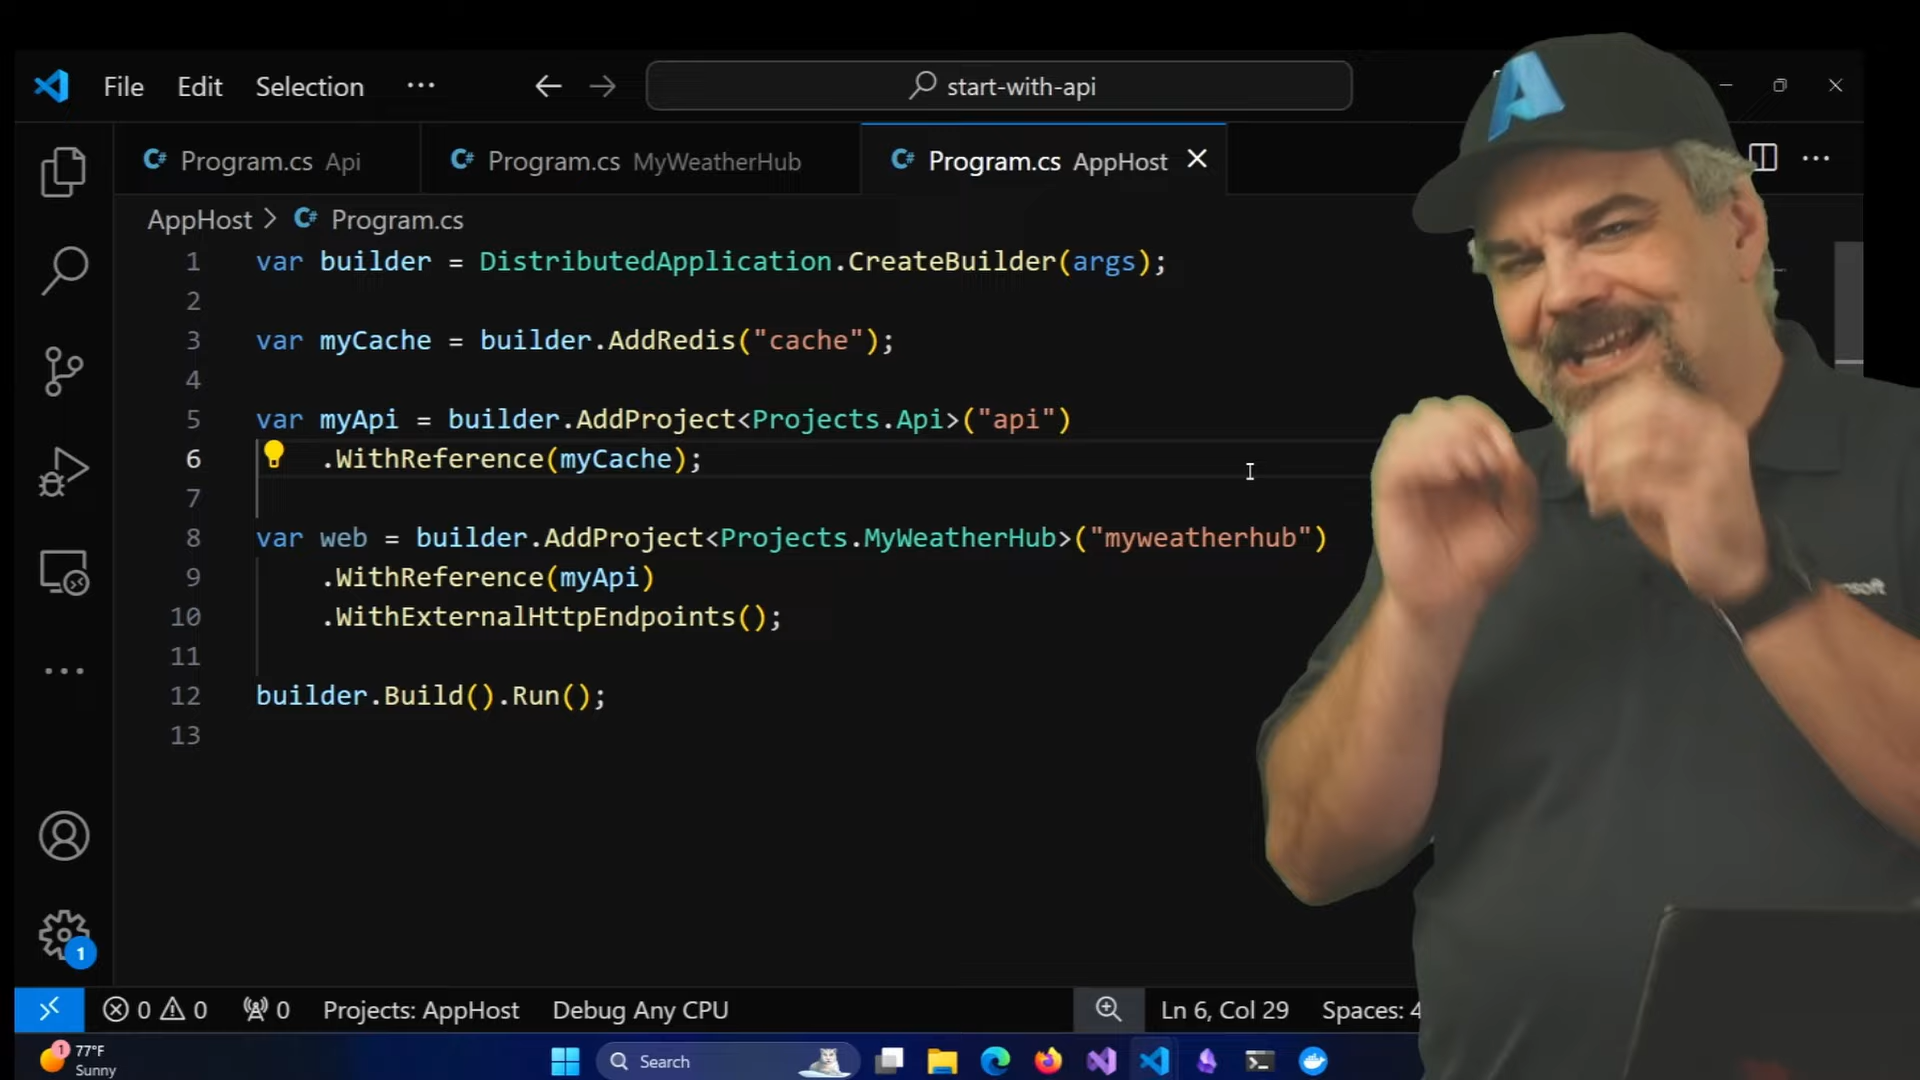 File Edit Selection ··· start-with-api
Program.cs Api Program.cs MyWeatherHub Program.cs AppHost
AppHost > Program.cs
1 var builder = DistributedApplication.CreateBuilder(args);
2
3 var myCache = builder.AddRedis("cache");
4
5 var myApi = builder.AddProject<Projects.Api>("api")
6 .WithReference(myCache);
7
8 var web = builder.AddProject<Projects.MyWeatherHub>("myweatherhub")
9 .WithReference(myApi)
10 .WithExternalHttpEndpoints();
11
12 builder.Build().Run();
13
1
0 0 0 Projects: AppHost Debug Any CPU Ln 6, Col 29 Spaces: 4
1 77°F
Sunny
Search